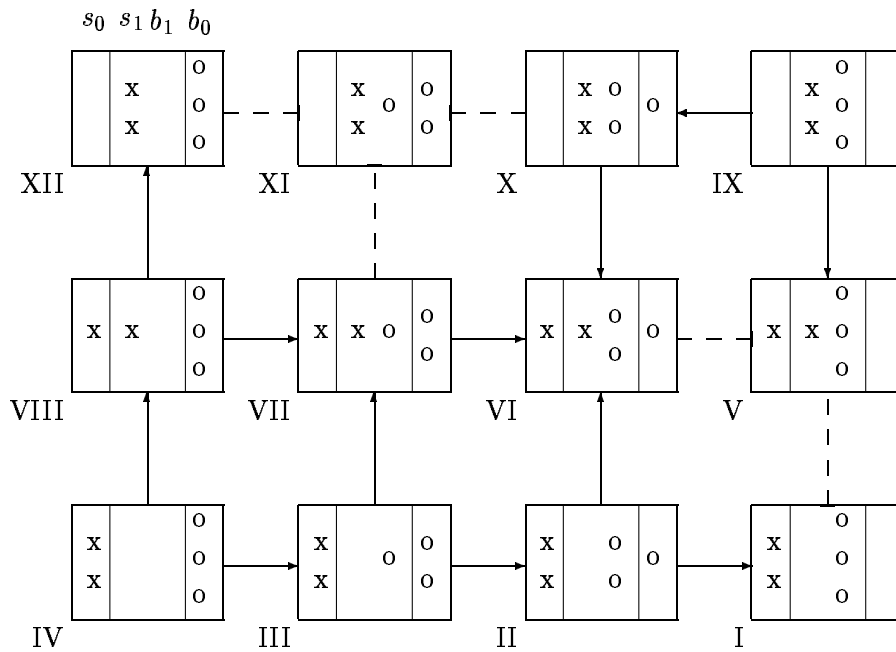 s₀ s₁ b₁ b₀
o o
x x o x o x
o o o o
x x o x o x
o o
XII XI X IX
o o
o o
x x o x x o x x o x x o
o o
o o
VIII VII VI V
o o
x x o x o x
o o o o
x x o x o x
o o
IV III II I